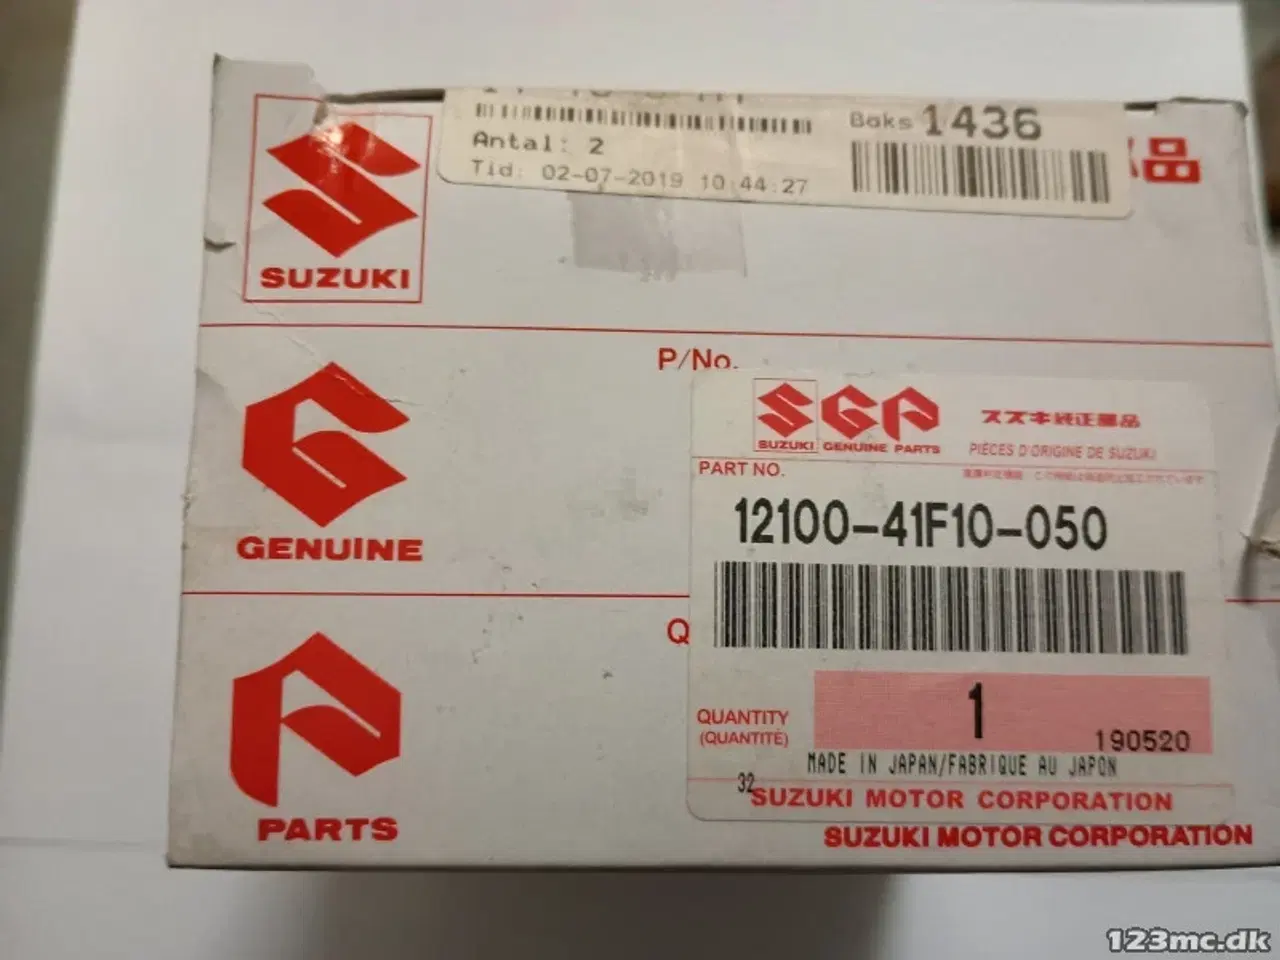 Baks 1436
Antal: 2
Tid: 02-07-2019 10:44:27
品
SUZUKI
P/No.
GENUINE
PARTS
SUZUKI GENUINE PARTS
スズキ純正部品
PIÈCES D'ORIGINE DE SUZUKI
PART NO.
12100-41F10-050
Q
QUANTITY
(QUANTITÉ)
1
190520
MADE IN JAPAN/FABRIQUE AU JAPON
32
SUZUKI MOTOR CORPORATION
SUZUKI MOTOR CORPORATION
123mc.dk